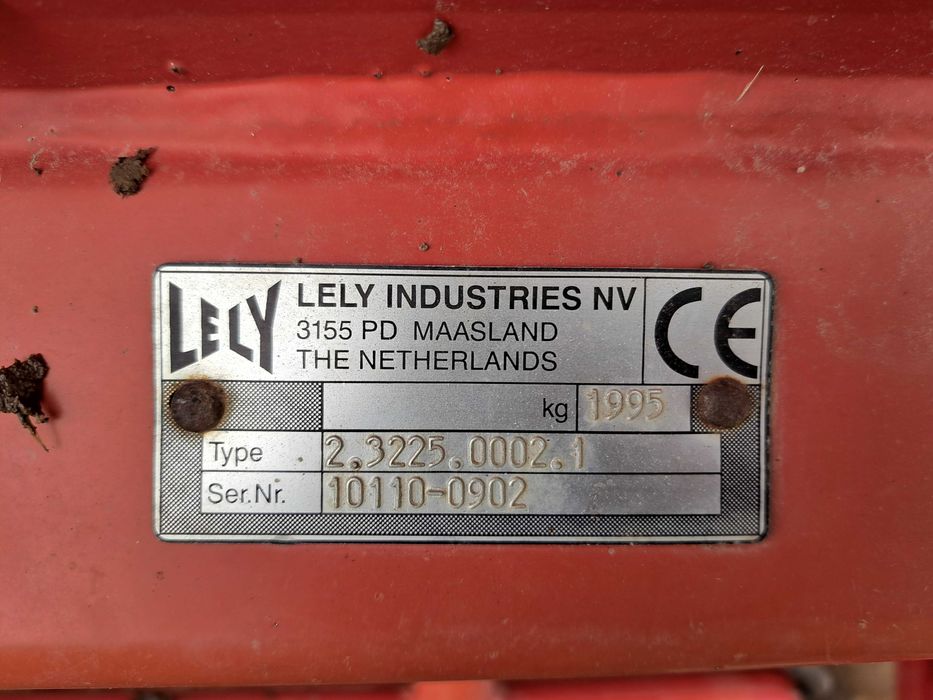 LELY
LELY INDUSTRIES NV
3155 PD MAASLAND
THE NETHERLANDS
CE
kg 1995
Type 2.3225.0002.1
Ser.Nr. 10110-0902